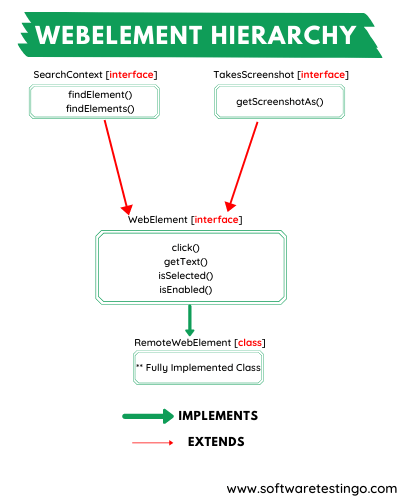 WEBELEMENT HIERARCHY
SearchContext [interface]
TakesScreenshot [interface]
findElement()
findElements()
getScreenshotAs()
WebElement [interface]
click()
getText()
isSelected()
isEnabled()
RemoteWebElement [class]
** Fully Implemented Class
IMPLEMENTS
EXTENDS
www.softwaretestingo.com